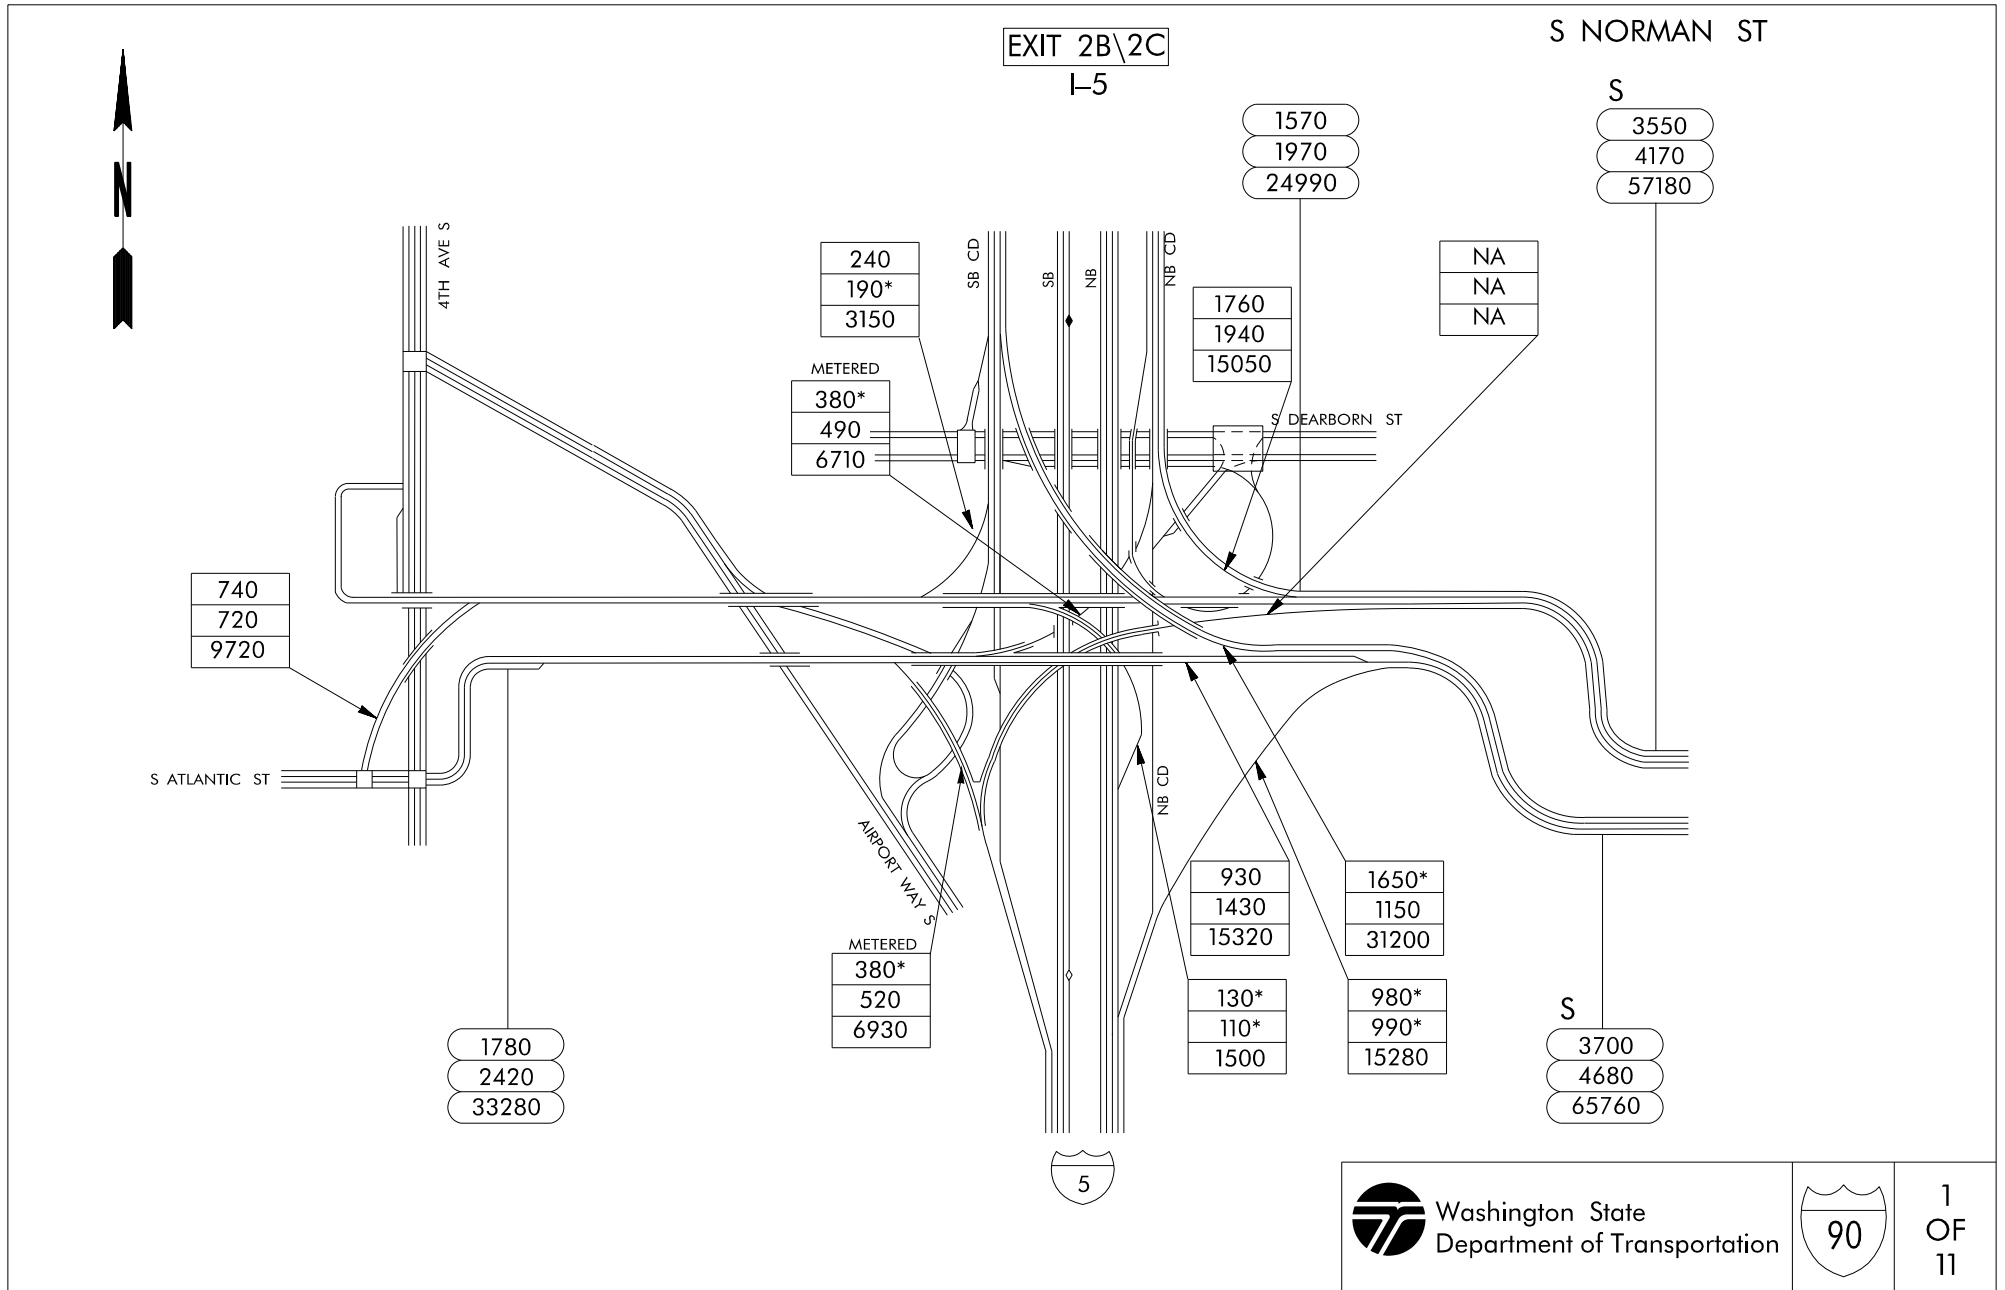 EXIT 2B\2C
I-5
S NORMAN ST
N
S
3550
4170
57180
1570
1970
24990
4TH AVE S
SB CD
SB
NB
NB CD
240
190*
3150
NA
NA
NA
1760
1940
15050
METERED
380*
490
6710
S DEARBORN ST
740
720
9720
S ATLANTIC ST
AIRPORT WAY S
NB CD
930
1430
15320
1650*
1150
31200
METERED
380*
520
6930
130*
110*
1500
980*
990*
15280
S
3700
4680
65760
1780
2420
33280
5
Washington State
Department of Transportation
90
1
OF
11